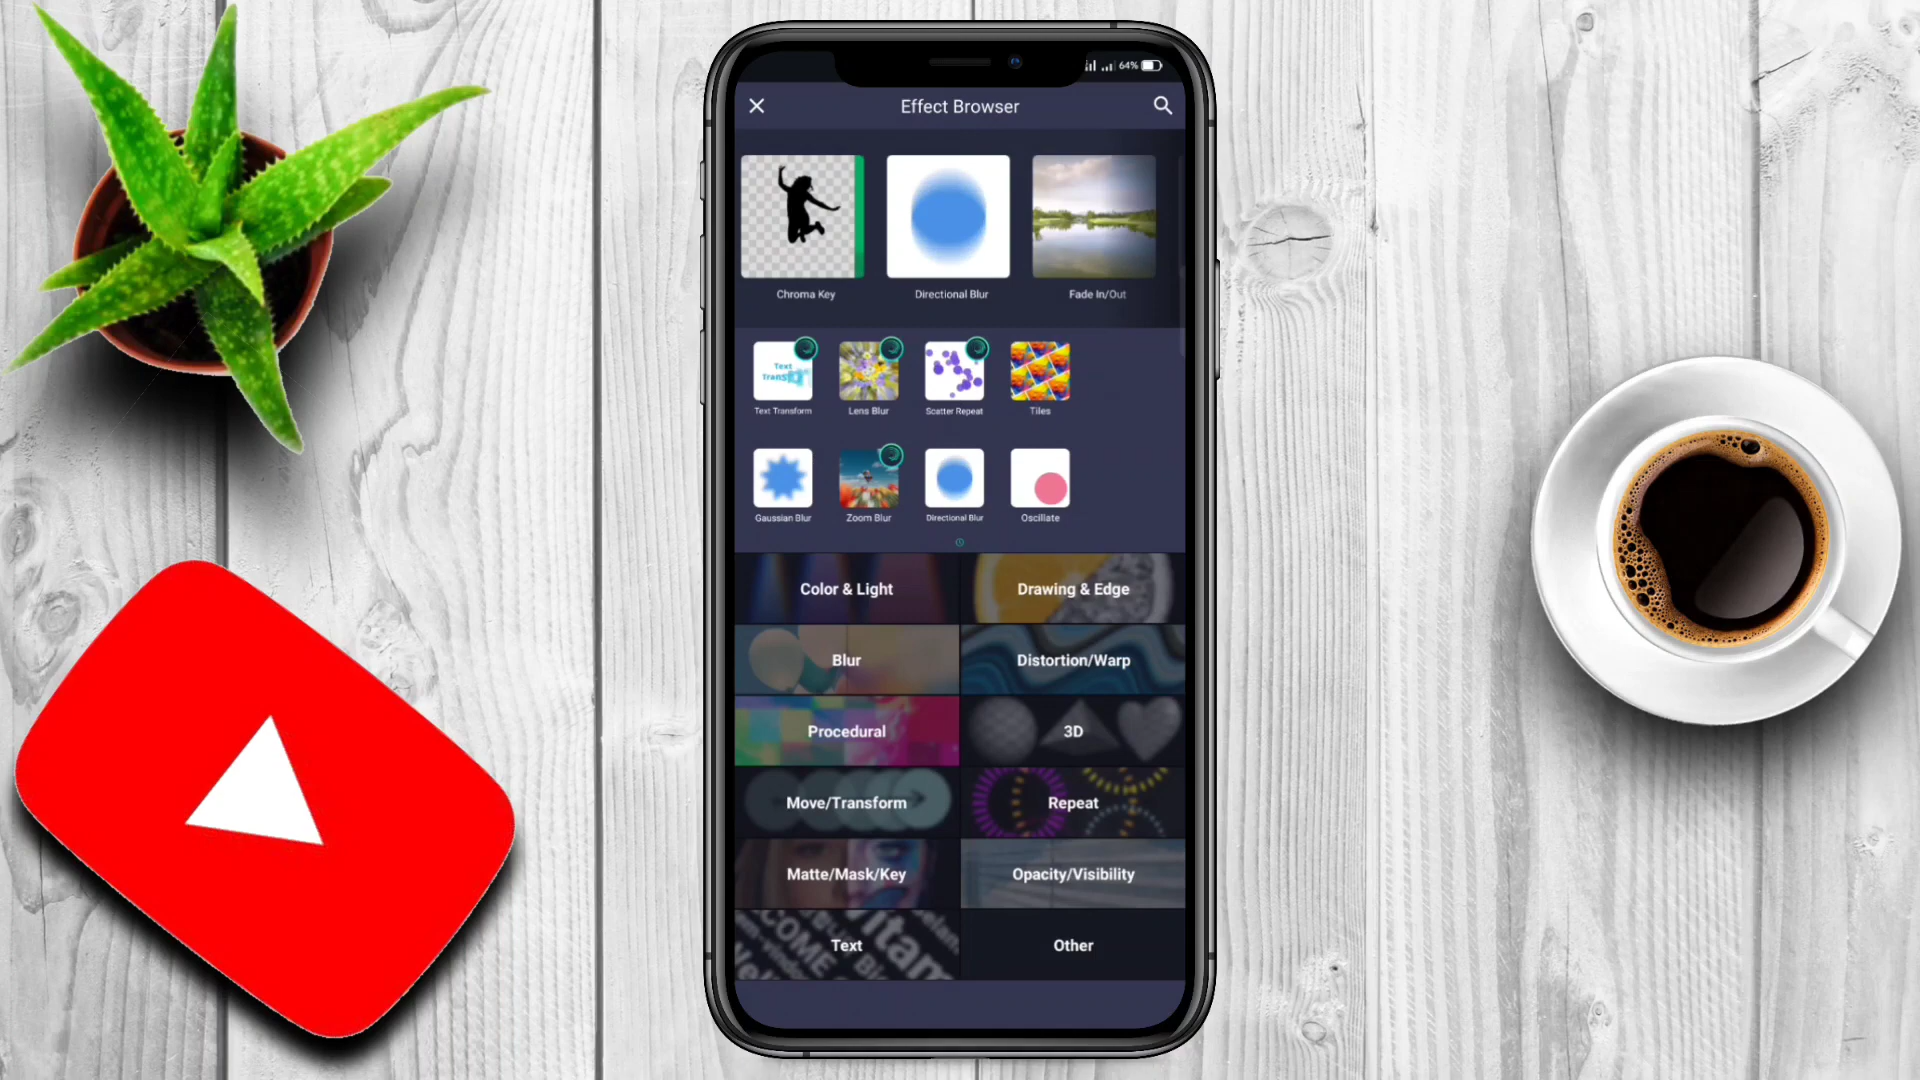 64%
Effect Browser
Chroma Key
Directional Blur
Fade In/Out
Text
Text Transform
Lens Blur
Scatter Repeat
Tiles
Gaussian Blur
Zoom Blur
Directional Blur
Oscillate
Color & Light
Drawing & Edge
Blur
Distortion/Warp
Procedural
3D
Move/Transform
Repeat
Matte/Mask/Key
Opacity/Visibility
Text
Other